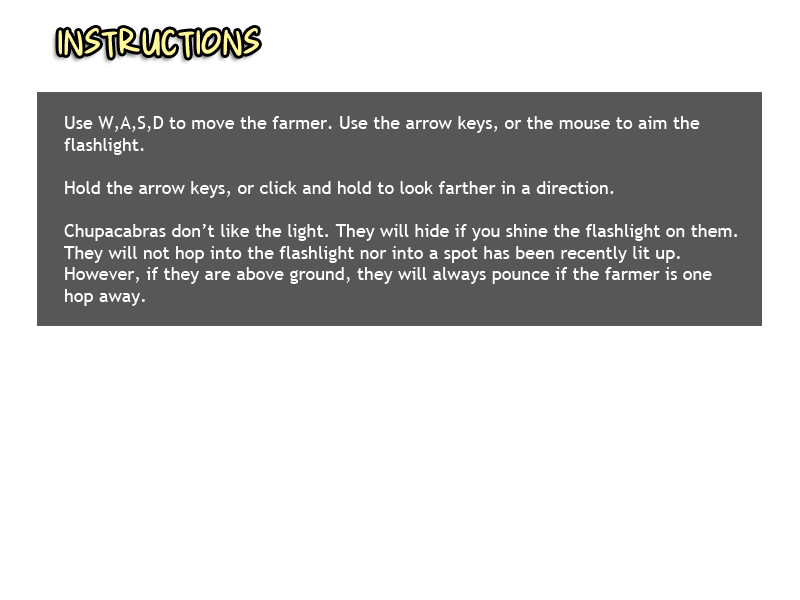 INSTRUCTIONS
Use W,A,S,D to move the farmer. Use the arrow keys, or the mouse to aim the
flashlight.
Hold the arrow keys, or click and hold to look farther in a direction.
Chupacabras don’t like the light. They will hide if you shine the flashlight on them.
They will not hop into the flashlight nor into a spot has been recently lit up.
However, if they are above ground, they will always pounce if the farmer is one
hop away.